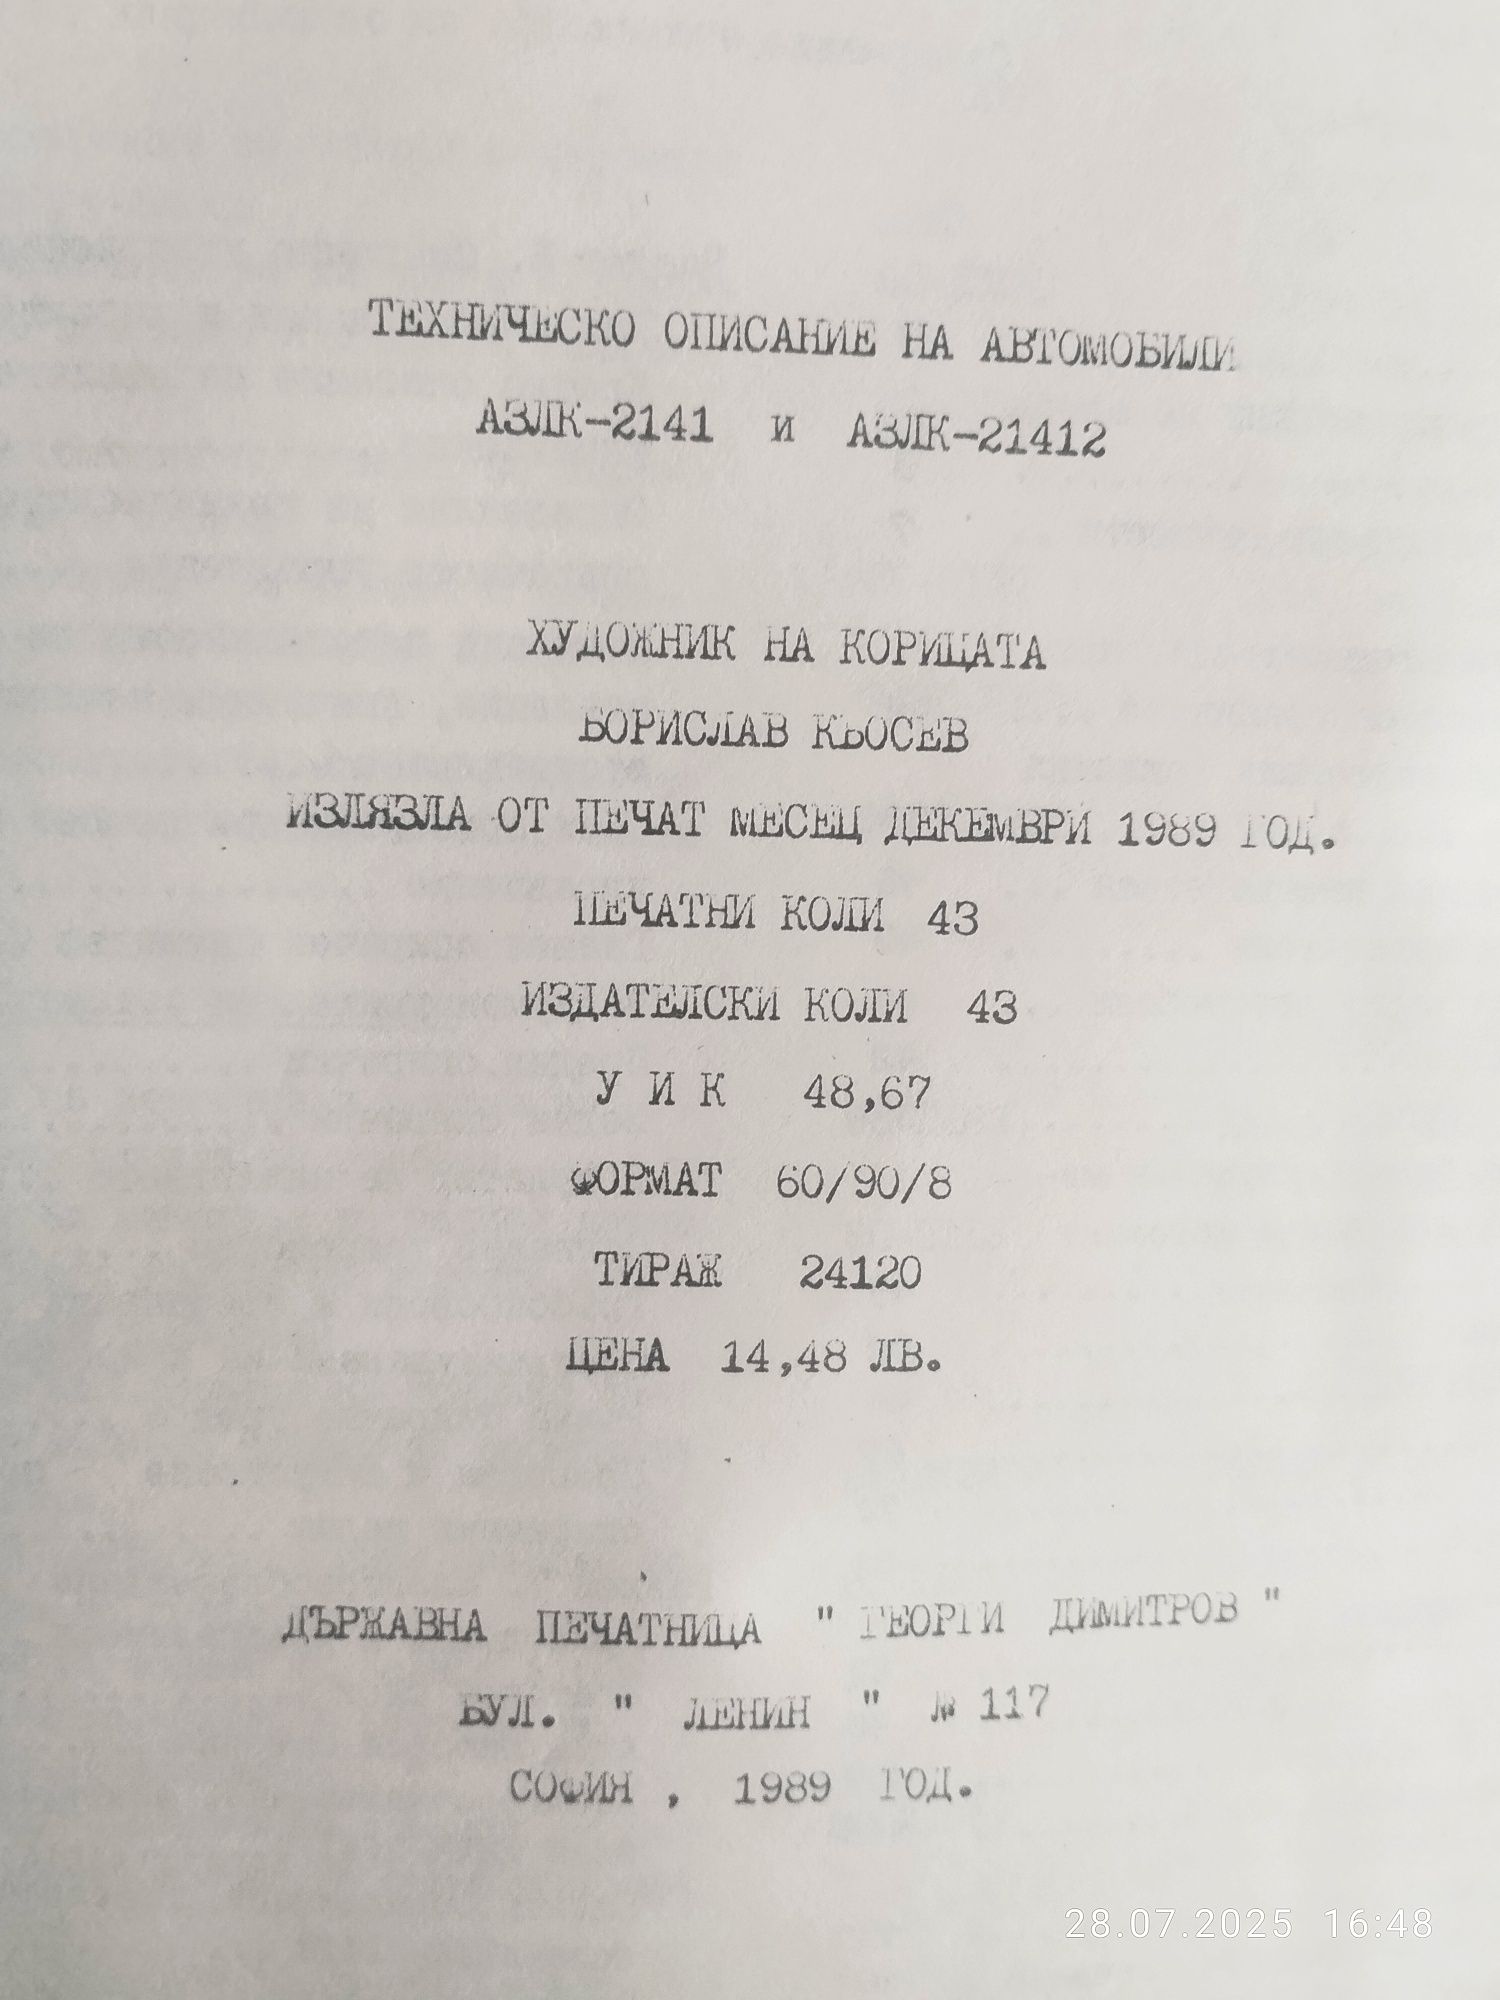 ТЕХНИЧЕСКО ОПИСАНИЕ НА АВТОМОБИЛИ
АЗЛК-2141 и АЗЛК-21412
ХУДОЖНИК НА КОРИЦАТА
БОРИСЛАВ КЬОСЕВ
ИЗЛЯЗЛА ОТ ПЕЧАТ МЕСЕЦ ДЕКЕМВРИ 1989 ГОД.
ПЕЧАТНИ КОЛИ 43
ИЗДАТЕЛСКИ КОЛИ 43
У И К 48,67
ФОРМАТ 60/90/8
ТИРАЖ 24120
ЦЕНА 14,48 ЛВ.
ДЪРЖАВНА ПЕЧАТНИЦА " ГЕОРГИ ДИМИТРОВ "
БУЛ. " ЛЕНИН " № 117
СОФИЯ , 1989 ГОД.
28.07.2025 16:48